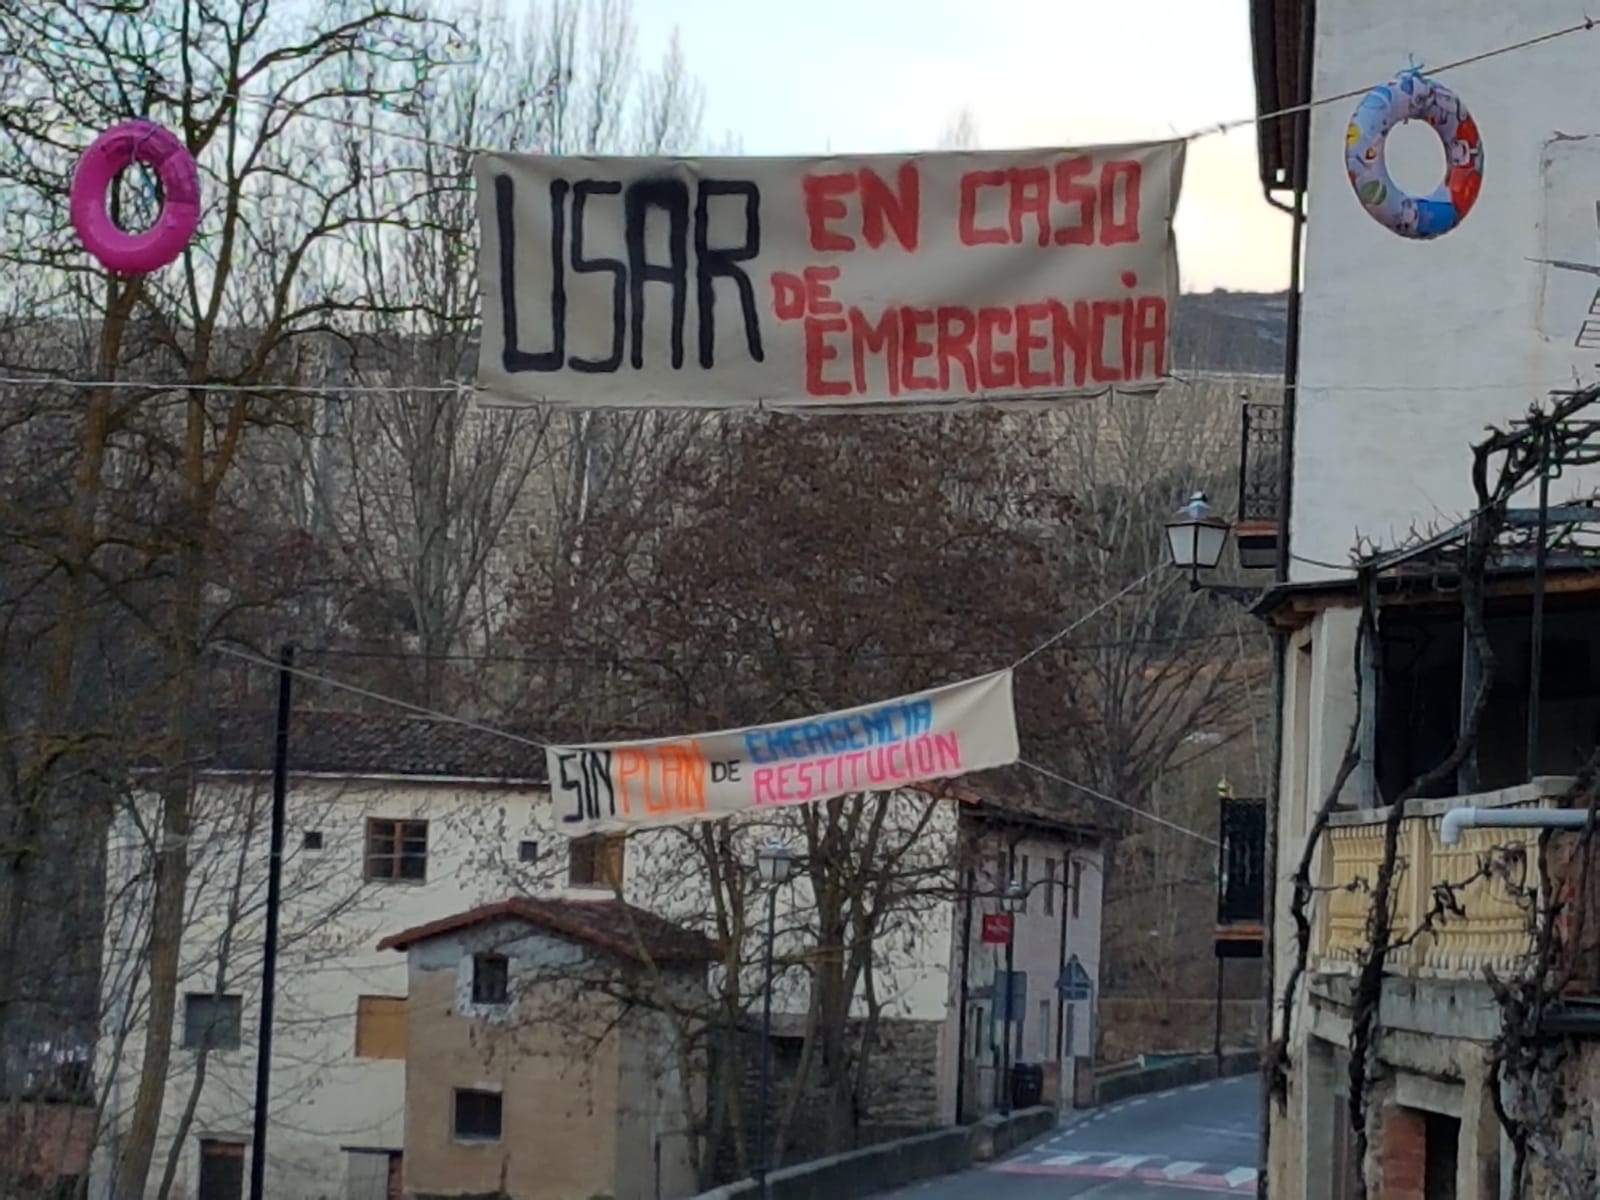 USAR EN CASO
DE
EMERGENCIA
SIN PLAN DE EMERGENCIA
RESTITUCIÓN